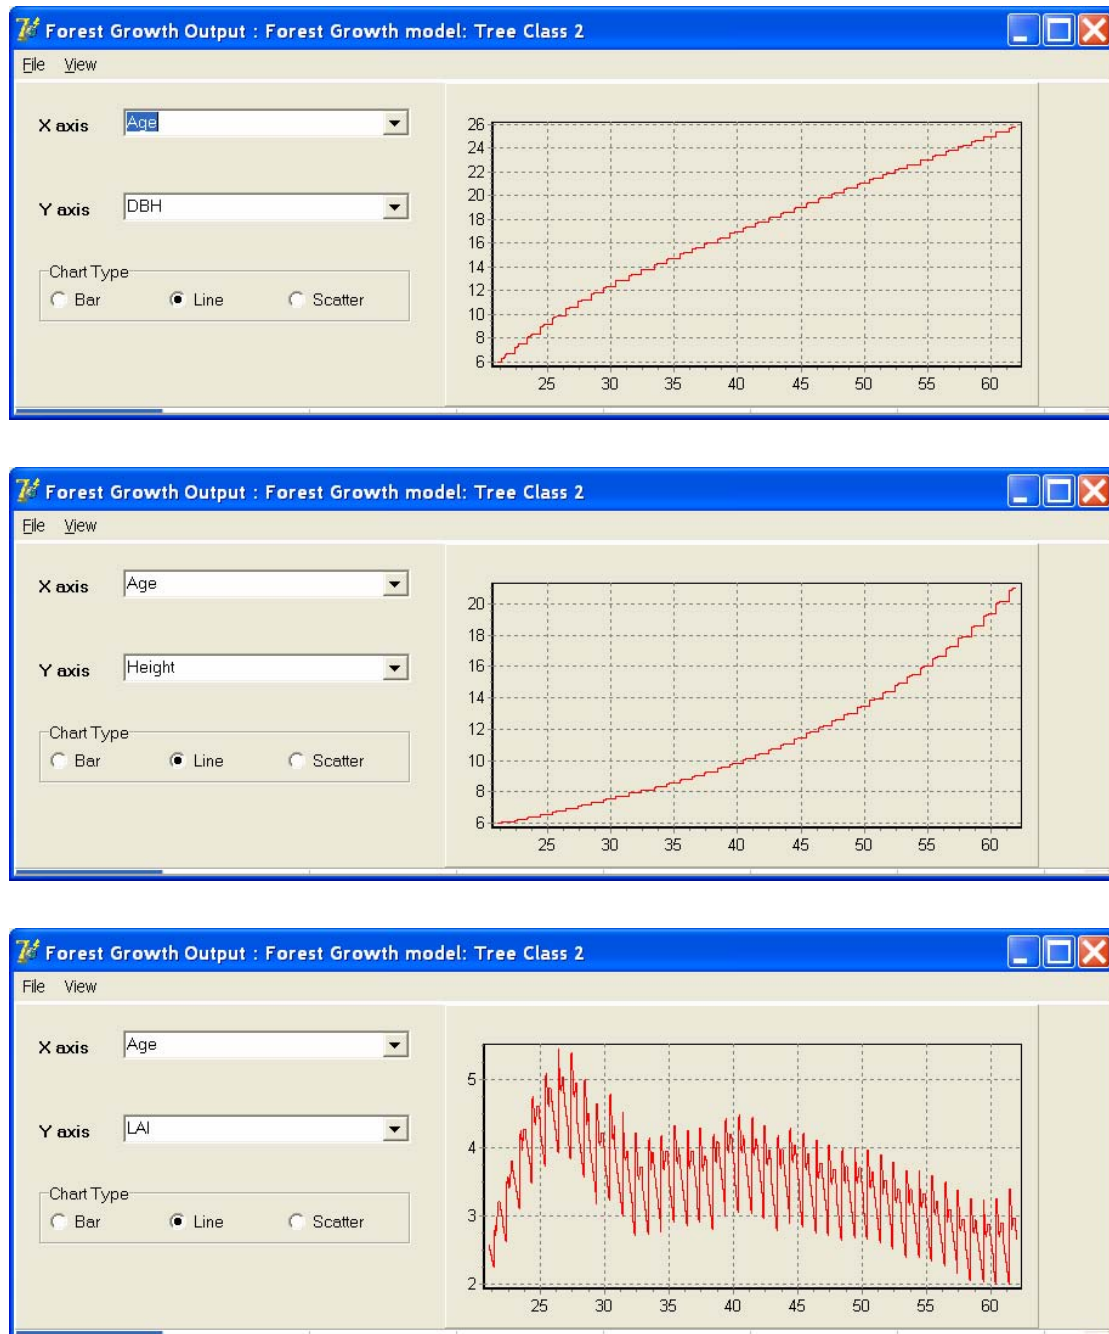 Forest Growth Output : Forest Growth model: Tree Class 2
File View
X axis Age
Y axis DBH
Chart Type
Bar Line Scatter
26
24
22
20
18
16
14
12
10
8
6
25 30 35 40 45 50 55 60
Forest Growth Output : Forest Growth model: Tree Class 2
File View
X axis Age
Y axis Height
Chart Type
Bar Line Scatter
20
18
16
14
12
10
8
6
25 30 35 40 45 50 55 60
Forest Growth Output : Forest Growth model: Tree Class 2
File View
X axis Age
Y axis LAI
Chart Type
Bar Line Scatter
5
4
3
2
25 30 35 40 45 50 55 60